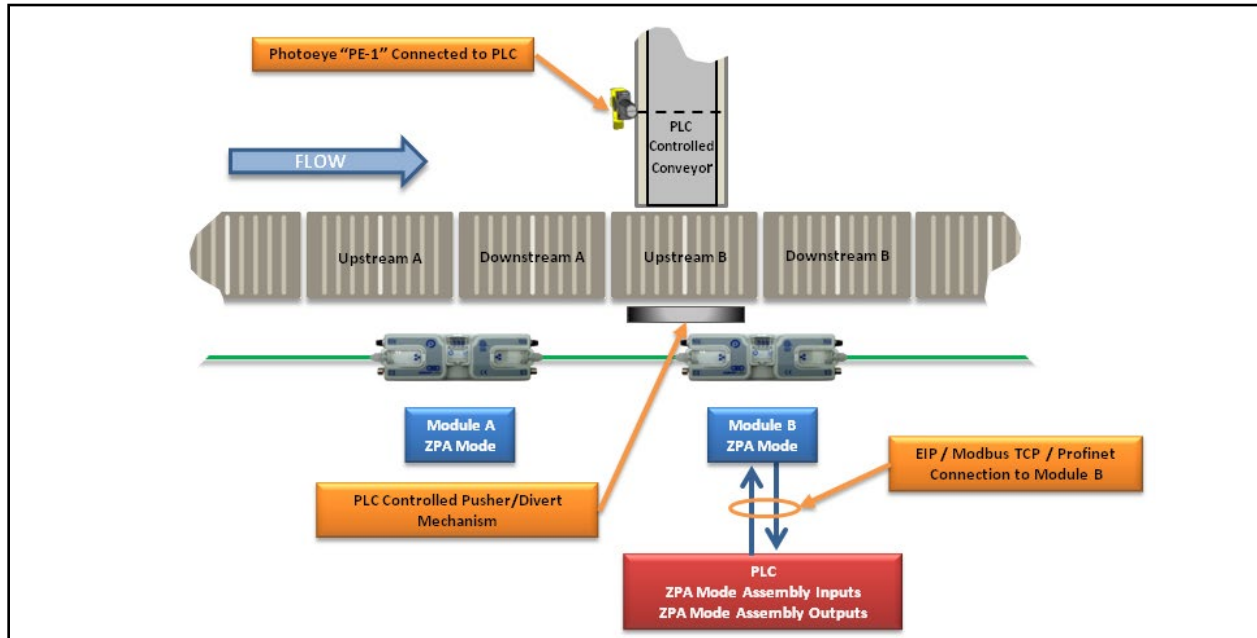 Photoeye “PE-1” Connected to PLC
FLOW
PLC
Controlled
Conveyor
Upstream A
Downstream A
Upstream B
Downstream B
Module A
ZPA Mode
Module B
ZPA Mode
EIP / Modbus TCP / Profinet
Connection to Module B
PLC Controlled Pusher/Divert
Mechanism
PLC
ZPA Mode Assembly Inputs
ZPA Mode Assembly Outputs